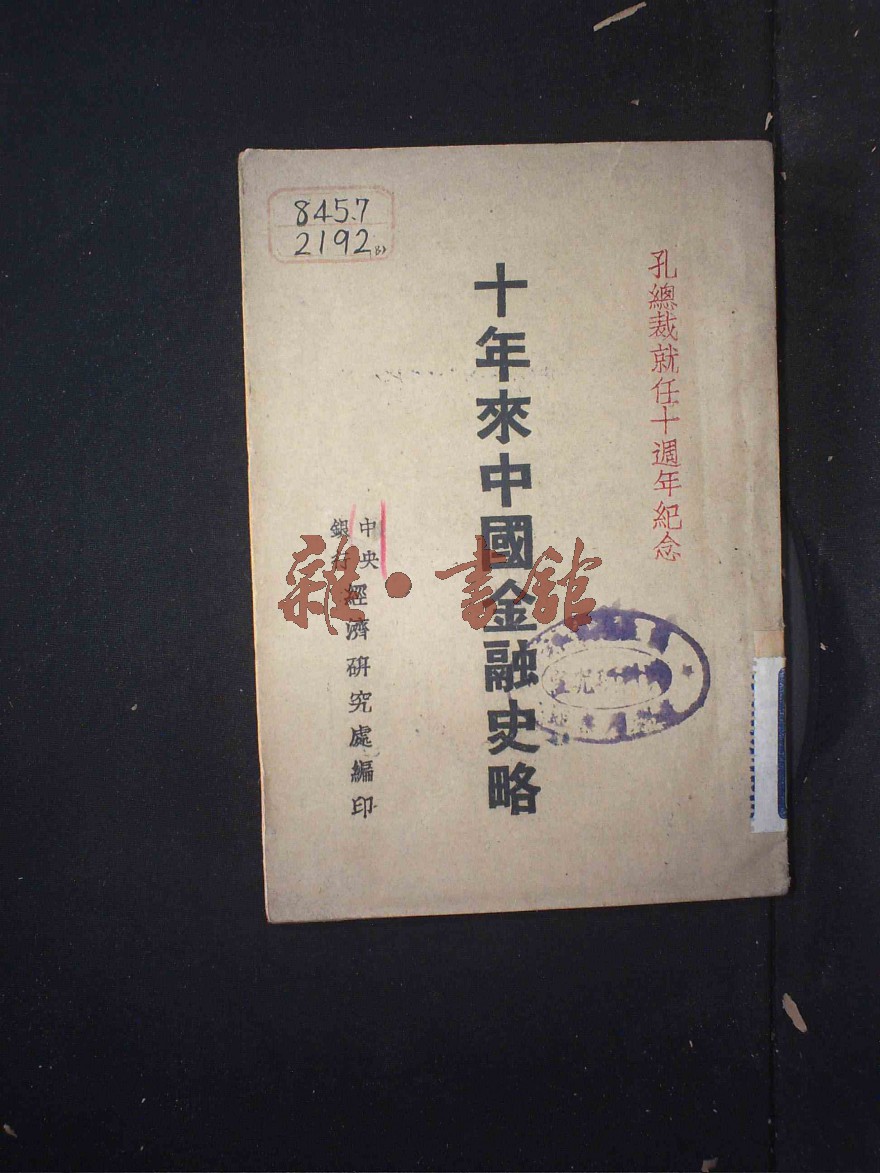 845.7
2192
孔總裁就任十週年紀念
十年來中國金融史略
中央
銀行
經濟研究處編印
雜·書館